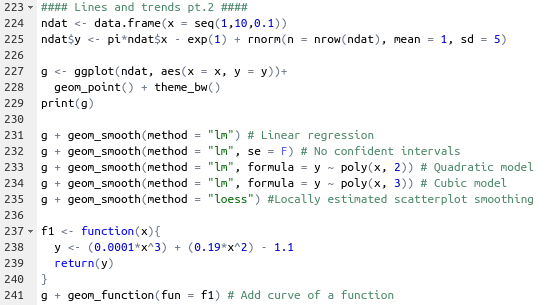 223 #### Lines and trends pt.2 ####
224 ndat <- data.frame(x = seq(1,10,0.1))
225 ndat$y <- pi*ndat$x - exp(1) + rnorm(n = nrow(ndat), mean = 1, sd = 5)
226
227 g <- ggplot(ndat, aes(x = x, y = y))+
228   geom_point() + theme_bw()
229 print(g)
230
231 g + geom_smooth(method = "lm") # Linear regression
232 g + geom_smooth(method = "lm", se = F) # No confident intervals
233 g + geom_smooth(method = "lm", formula = y ~ poly(x, 2)) # Quadratic model
234 g + geom_smooth(method = "lm", formula = y ~ poly(x, 3)) # Cubic model
235 g + geom_smooth(method = "loess") #Locally estimated scatterplot smoothing
236
237 f1 <- function(x){
238   y <- (0.0001*x^3) + (0.19*x^2) - 1.1
239   return(y)
240 }
241 g + geom_function(fun = f1) # Add curve of a function